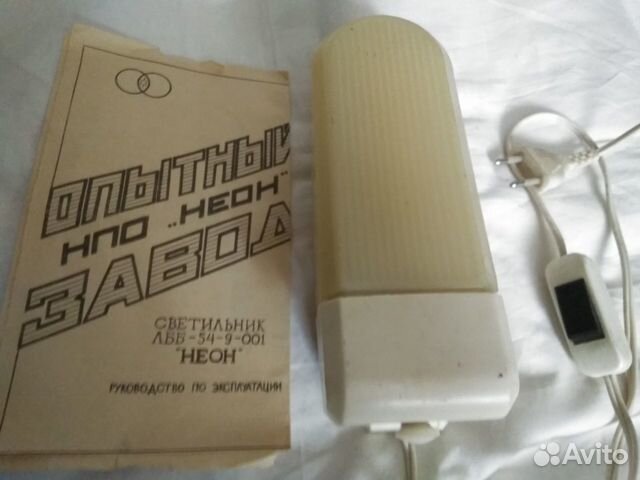 ОПЫТНЫЙ
НПО „НЕОН"
ЗАВОД
СВЕТИЛЬНИК
ЛББ-54-9-001
"НЕОН"
РУКОВОДСТВО ПО ЭКСПЛУАТАЦИИ
Avito